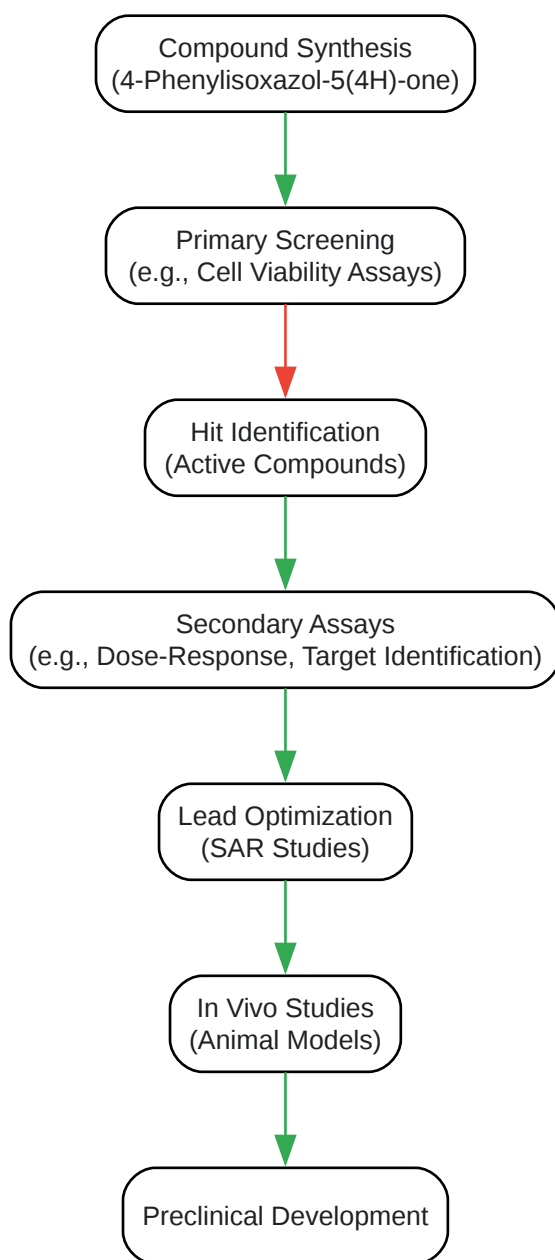 Compound Synthesis
(4-Phenylisoxazol-5(4H)-one)
Primary Screening
(e.g., Cell Viability Assays)
Hit Identification
(Active Compounds)
Secondary Assays
(e.g., Dose-Response, Target Identification)
Lead Optimization
(SAR Studies)
In Vivo Studies
(Animal Models)
Preclinical Development